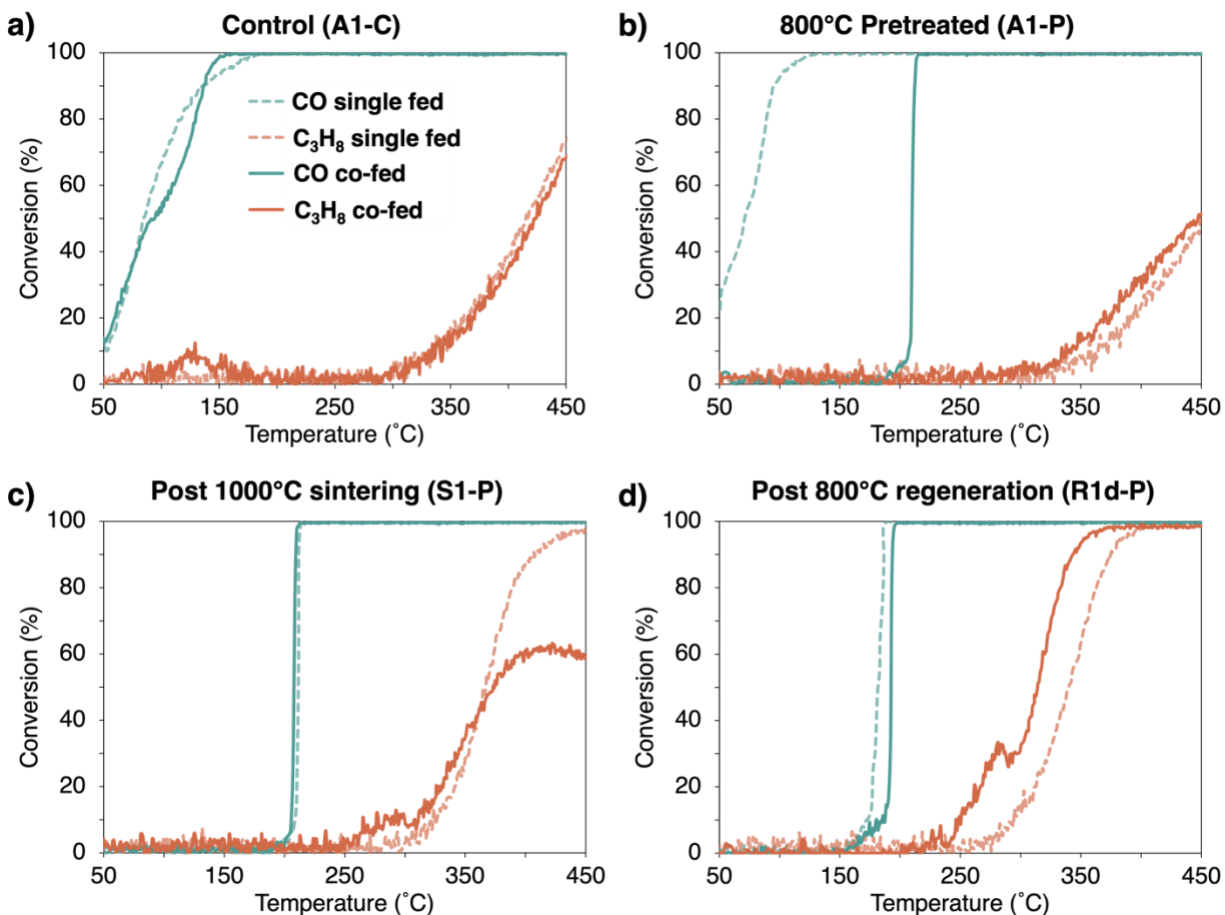 a)
Control (A1-C)
100
80
60
40
20
0
Conversion (%)
CO single fed
C₃H₈ single fed
CO co-fed
C₃H₈ co-fed
50
150
250
350
450
Temperature (˚C)
b)
800°C Pretreated (A1-P)
100
80
60
40
20
0
Conversion (%)
50
150
250
350
450
Temperature (˚C)
c)
Post 1000°C sintering (S1-P)
100
80
60
40
20
0
Conversion (%)
50
150
250
350
450
Temperature (˚C)
d)
Post 800°C regeneration (R1d-P)
100
80
60
40
20
0
Conversion (%)
50
150
250
350
450
Temperature (˚C)